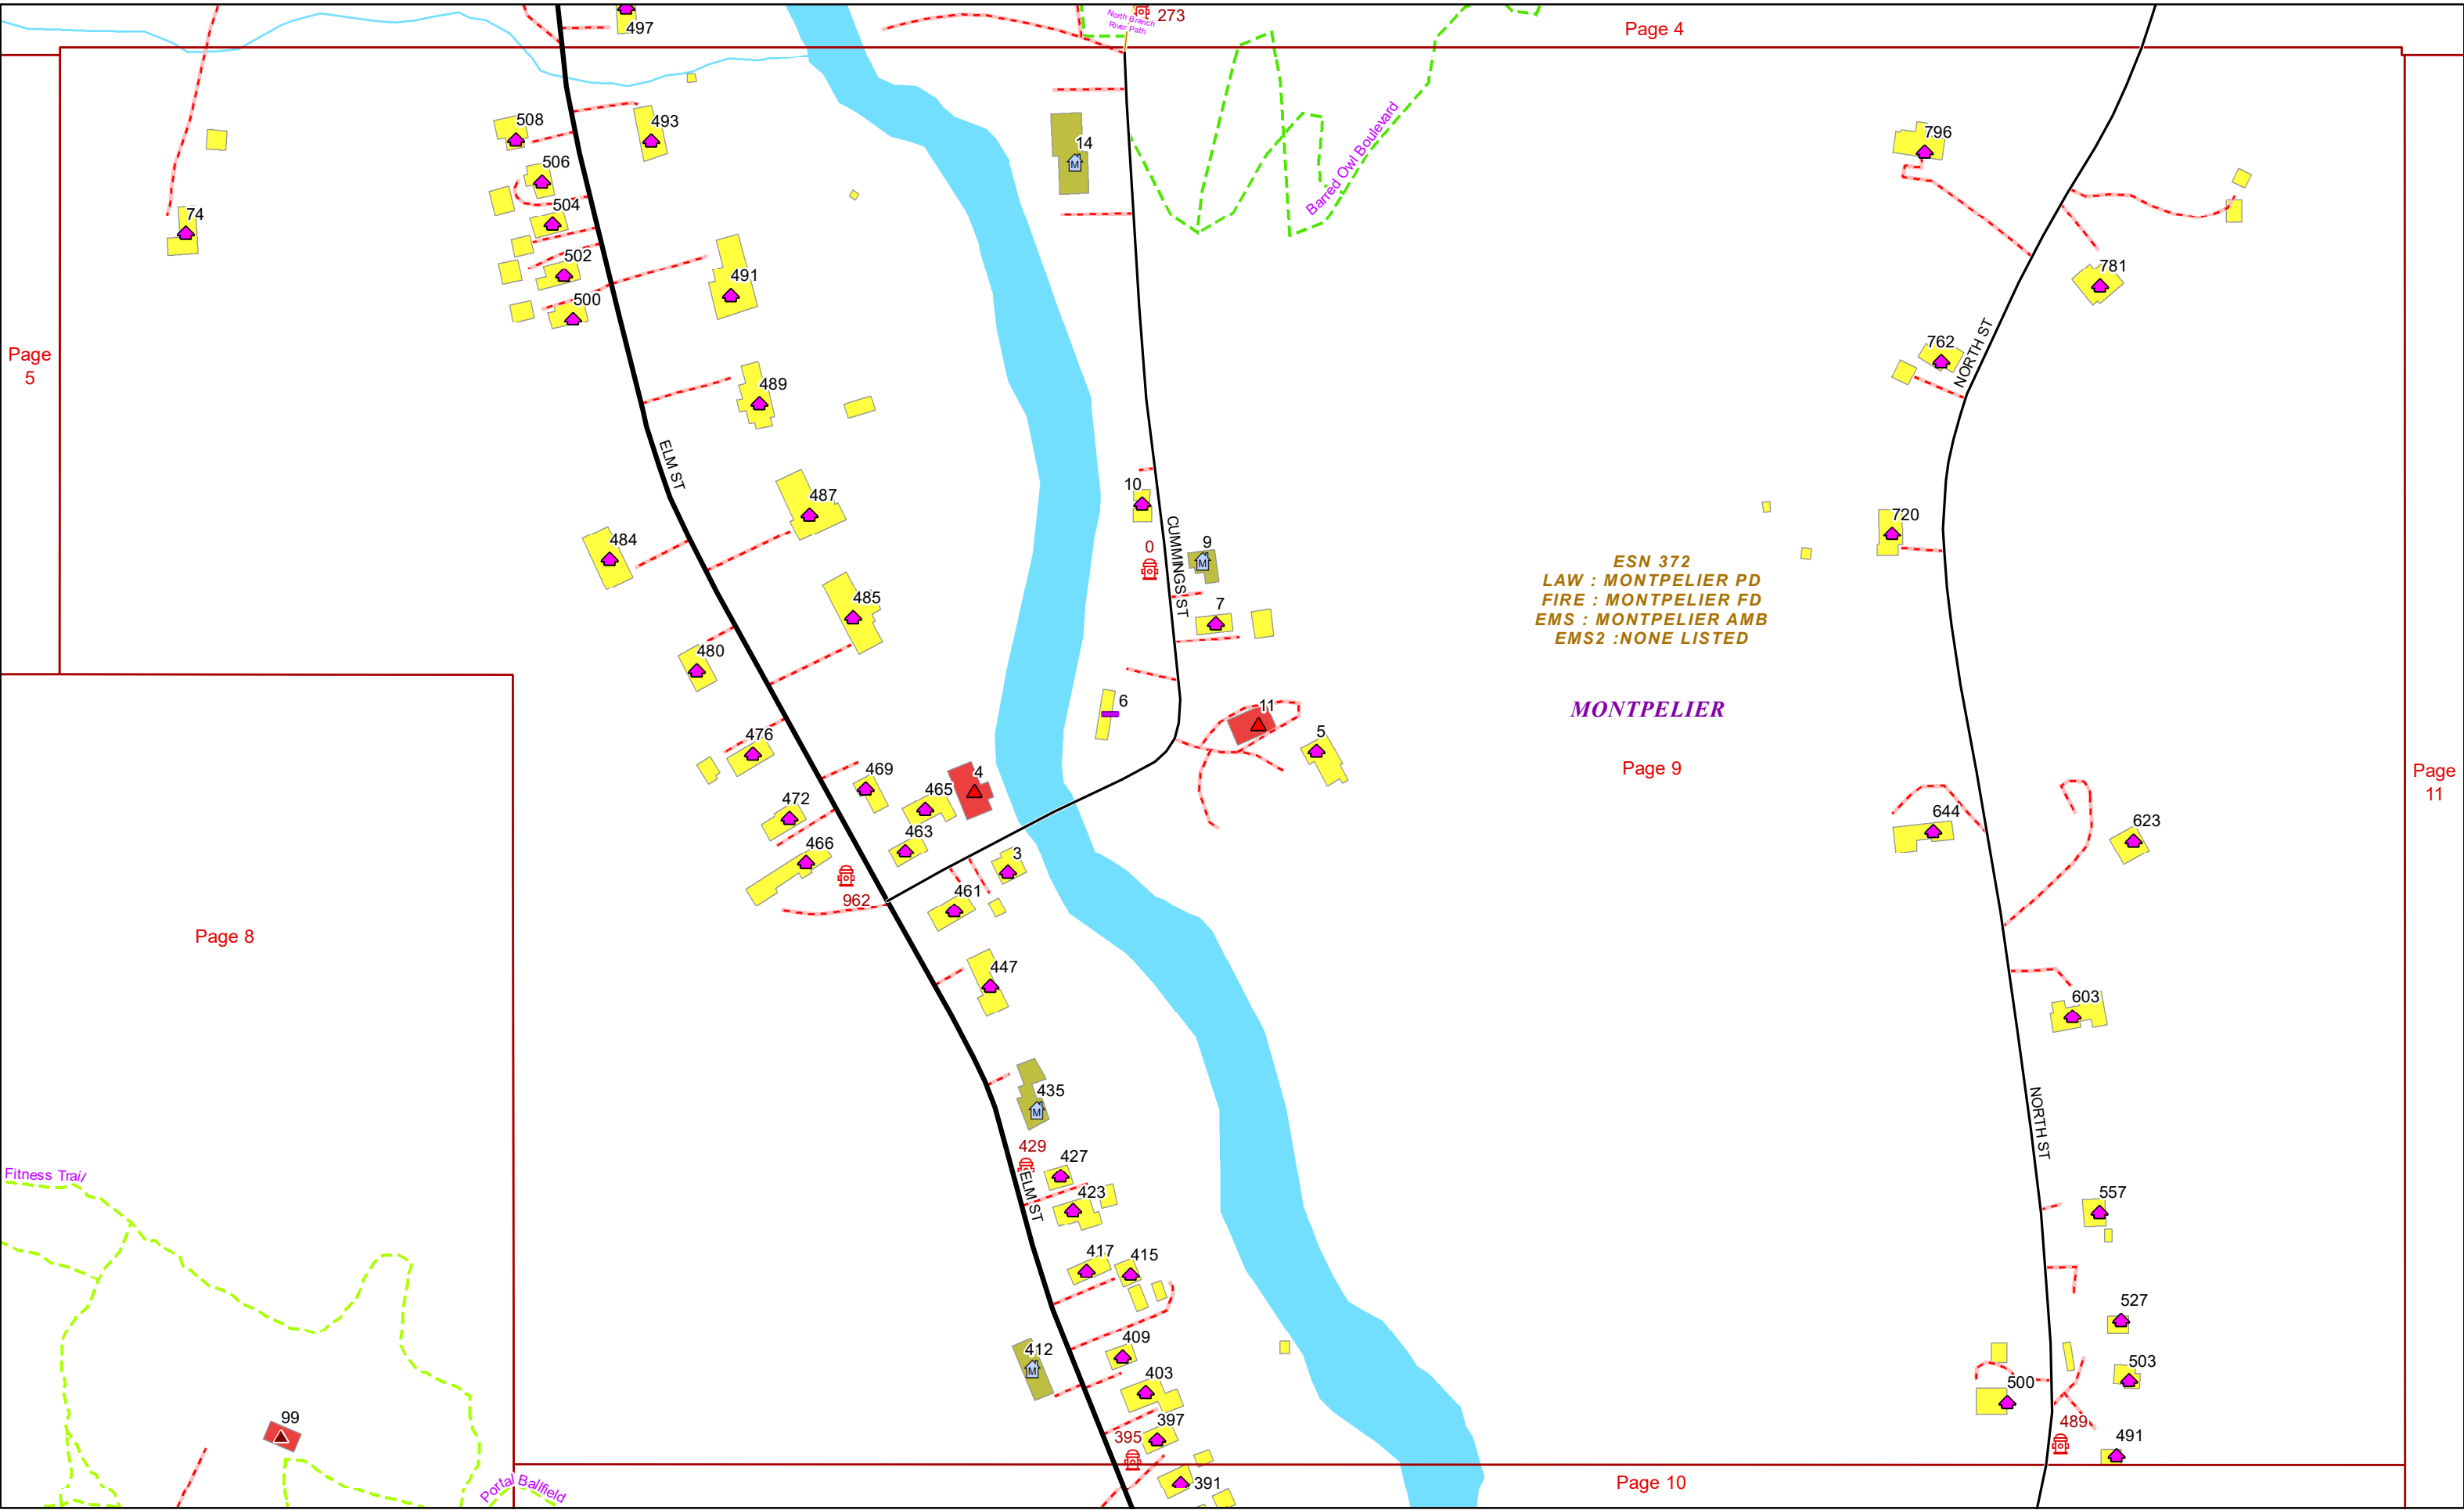 273
North Branch
River Path
497
Page 4
508
493
796
14
506
Barred Owl Boulevard
504
74
502
781
491
500
NORTH ST
762
Page
5
489
ELM ST
10
487
720
484
0
9
CUMMINGS ST
ESN 372
LAW : MONTPELIER PD
FIRE : MONTPELIER FD
EMS : MONTPELIER AMB
EMS2 :NONE LISTED
485
7
480
6
11
MONTPELIER
476
5
469
4
Page 9
Page
11
465
472
463
644
623
466
3
962
461
Page 8
447
603
435
NORTH ST
429
427
Fitness Trail
ELM ST
423
557
417
415
527
409
412
403
503
500
99
397
489
395
491
Portal Ballfield
391
Page 10
M
M
M
M